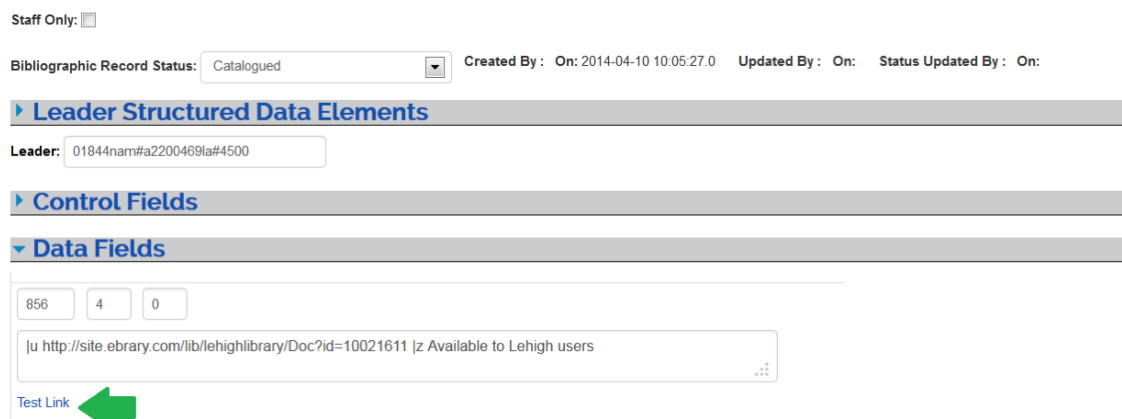 Staff Only:
Bibliographic Record Status: Catalogued Created By : On: 2014-04-10 10:05:27.0 Updated By : On: Status Updated By : On:
Leader Structured Data Elements
Leader: 01844nam#a2200469la#4500
Control Fields
Data Fields
856 4 0
|u http://site.ebrary.com/lib/lehighlibrary/Doc?id=10021611 |z Available to Lehigh users
Test Link